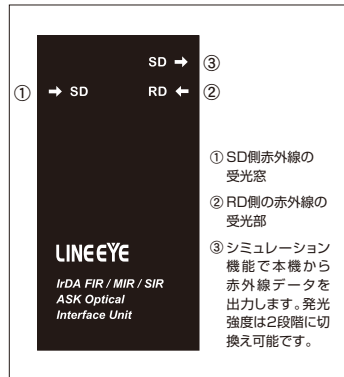 SD → ③
① → SD RD ← ②
LINEEYE
IrDA FIR / MIR / SIR
ASK Optical
Interface Unit
① SD側赤外線の
受光窓
② RD側の赤外線の
受光部
③ シミュレーション
機能で本機から
赤外線データを
出力します。発光
強度は2段階に切
換え可能です。